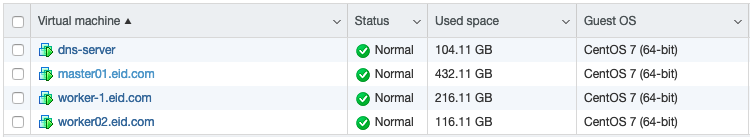 Virtual machine Status Used space Guest OS
dns-server Normal 104.11 GB CentOS 7 (64-bit)
master01.eid.com Normal 432.11 GB CentOS 7 (64-bit)
worker-1.eid.com Normal 216.11 GB CentOS 7 (64-bit)
worker02.eid.com Normal 116.11 GB CentOS 7 (64-bit)